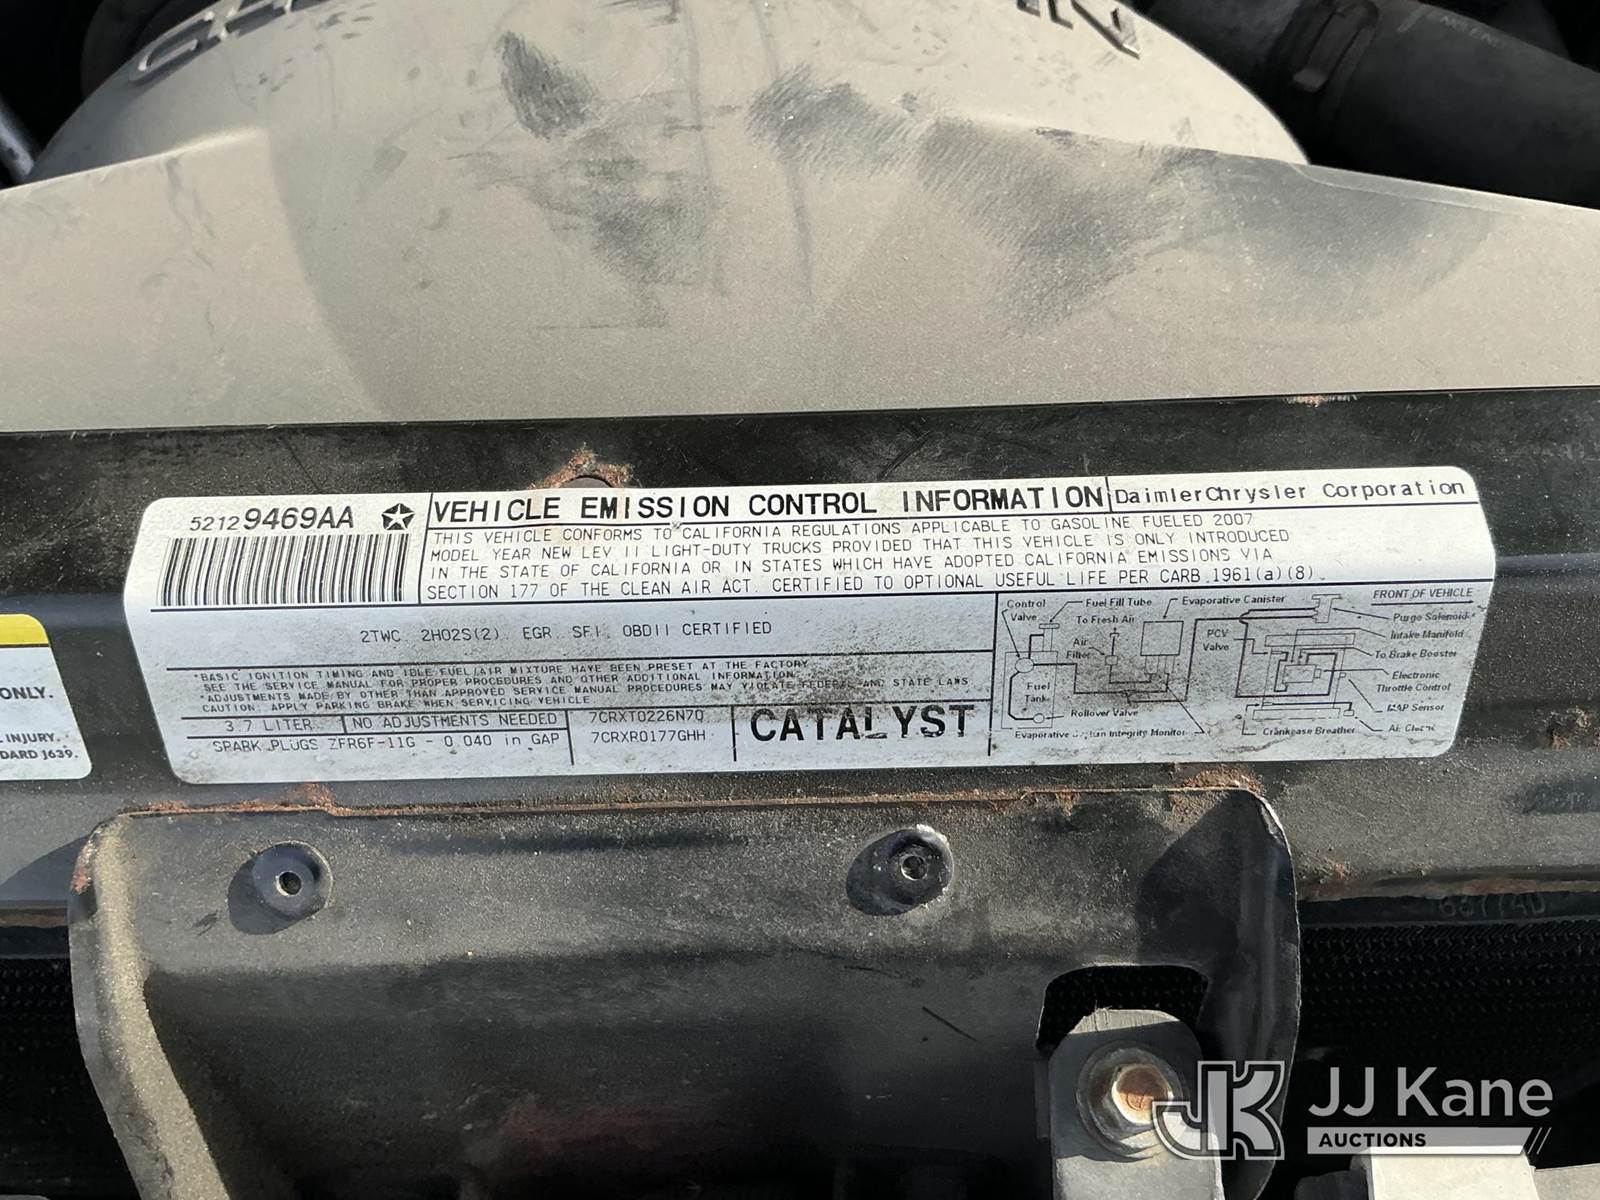 52129469AA
VEHICLE EMISSION CONTROL INFORMATION
DaimlerChrysler Corporation
THIS VEHICLE CONFORMS TO CALIFORNIA REGULATIONS APPLICABLE TO GASOLINE FUELED 2007
MODEL YEAR NEW LEV II LIGHT-DUTY TRUCKS PROVIDED THAT THIS VEHICLE IS ONLY INTRODUCED
IN THE STATE OF CALIFORNIA OR IN STATES WHICH HAVE ADOPTED CALIFORNIA EMISSIONS VIA
SECTION 177 OF THE CLEAN AIR ACT. CERTIFIED TO OPTIONAL USEFUL LIFE PER CARB 1961(a)(8).
2TWC, 2HO2S(2), EGR, SFI, OBDII CERTIFIED
*BASIC IGNITION TIMING AND IDLE FUEL/AIR MIXTURE HAVE BEEN PRESET AT THE FACTORY
SEE THE SERVICE MANUAL FOR PROPER PROCEDURES AND OTHER ADDITIONAL INFORMATION
*ADJUSTMENTS MADE BY OTHER THAN APPROVED SERVICE MANUAL PROCEDURES MAY VIOLATE FEDERAL AND STATE LAWS
CAUTION: APPLY PARKING BRAKE WHEN SERVICING VEHICLE
3.7 LITER
NO ADJUSTMENTS NEEDED
SPARK PLUGS ZFR6F-11G - 0.040 in GAP
7CRXT0226N70
7CRXR0177GHH
CATALYST
FRONT OF VEHICLE
Control Valve
Fuel Fill Tube
To Fresh Air
Evaporative Canister
Air Filter
PCV Valve
Purge Solenoid
Intake Manifold
To Brake Booster
Electronic Throttle Control
MAP Sensor
Fuel Tank
Rollover Valve
Evaporative System Integrity Monitor
Crankcase Breather
ONLY.
INJURY.
DARD J639.
JK
JJ Kane
AUCTIONS